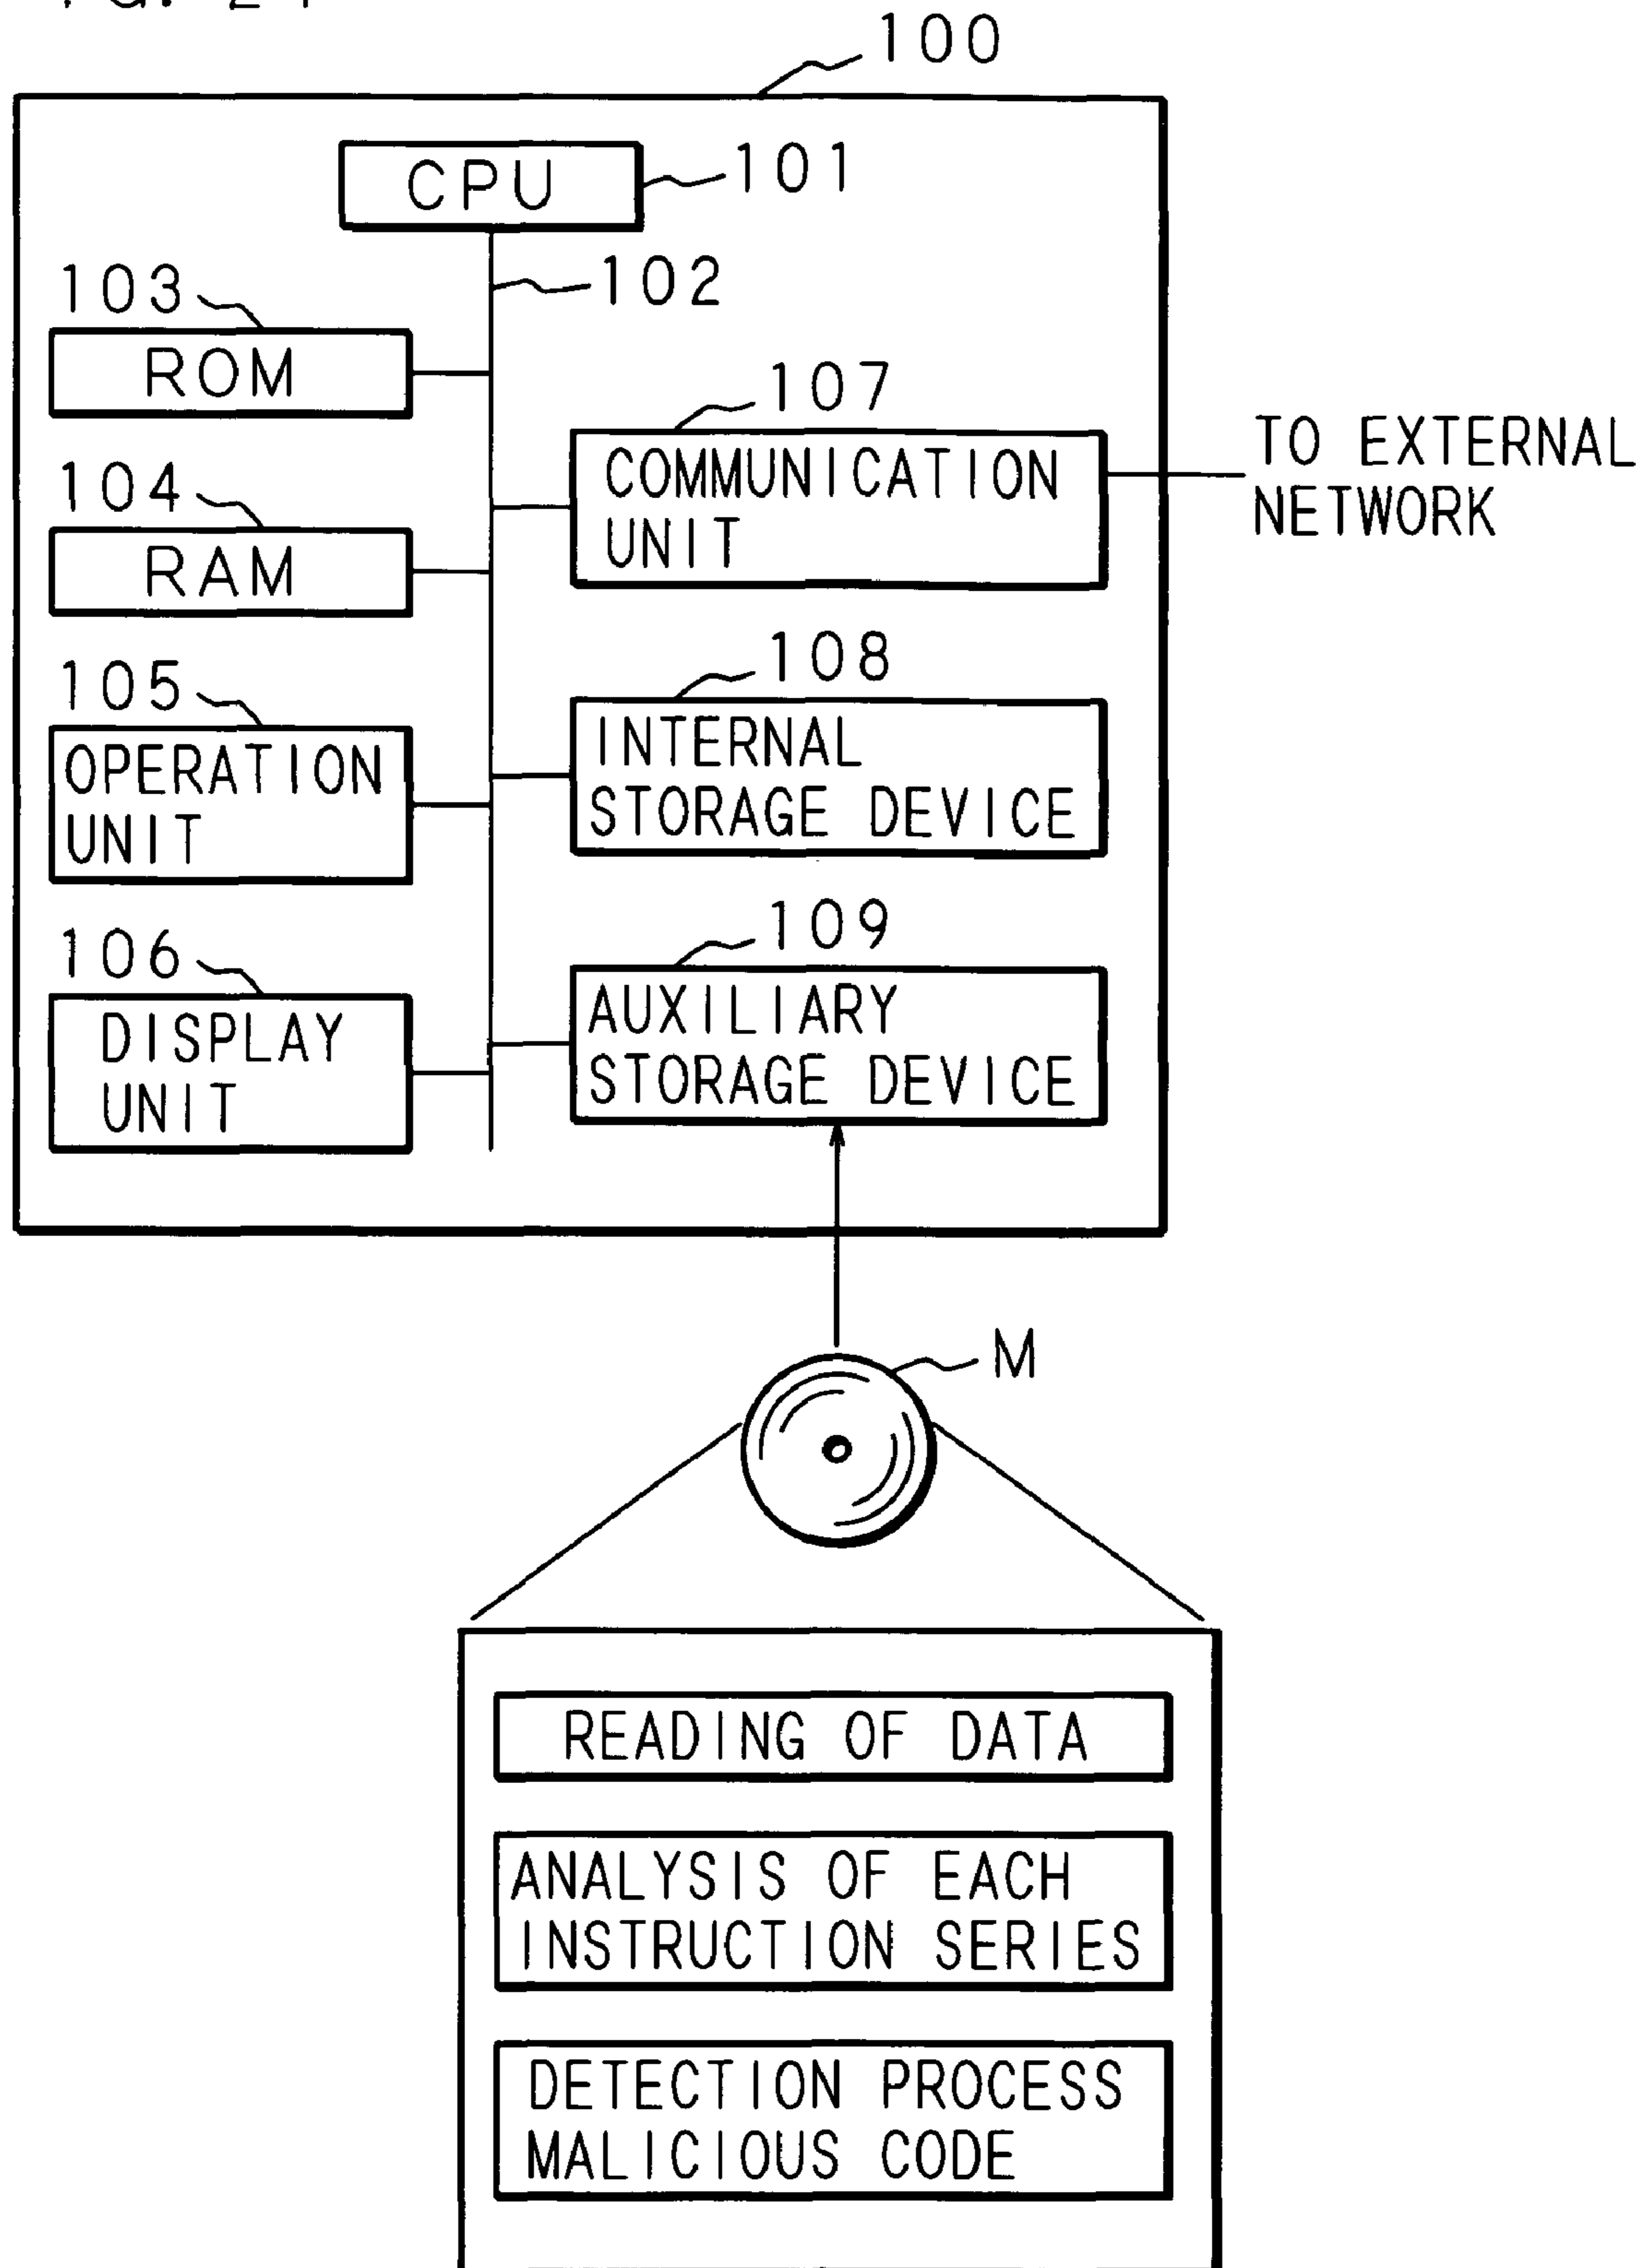 100
CPU
101
102
103
ROM
107
COMMUNICATION
UNIT
TO EXTERNAL
NETWORK
104
RAM
108
INTERNAL
STORAGE DEVICE
105
OPERATION
UNIT
109
AUXILIARY
STORAGE DEVICE
106
DISPLAY
UNIT
M
READING OF DATA
ANALYSIS OF EACH
INSTRUCTION SERIES
DETECTION PROCESS
MALICIOUS CODE